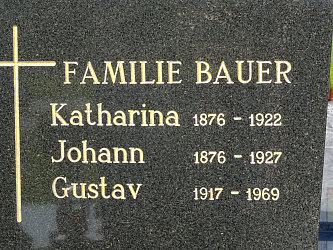 FAMILIE BAUER
Katharina 1876 - 1922
Johann 1876 - 1927
Gustav 1917 - 1969